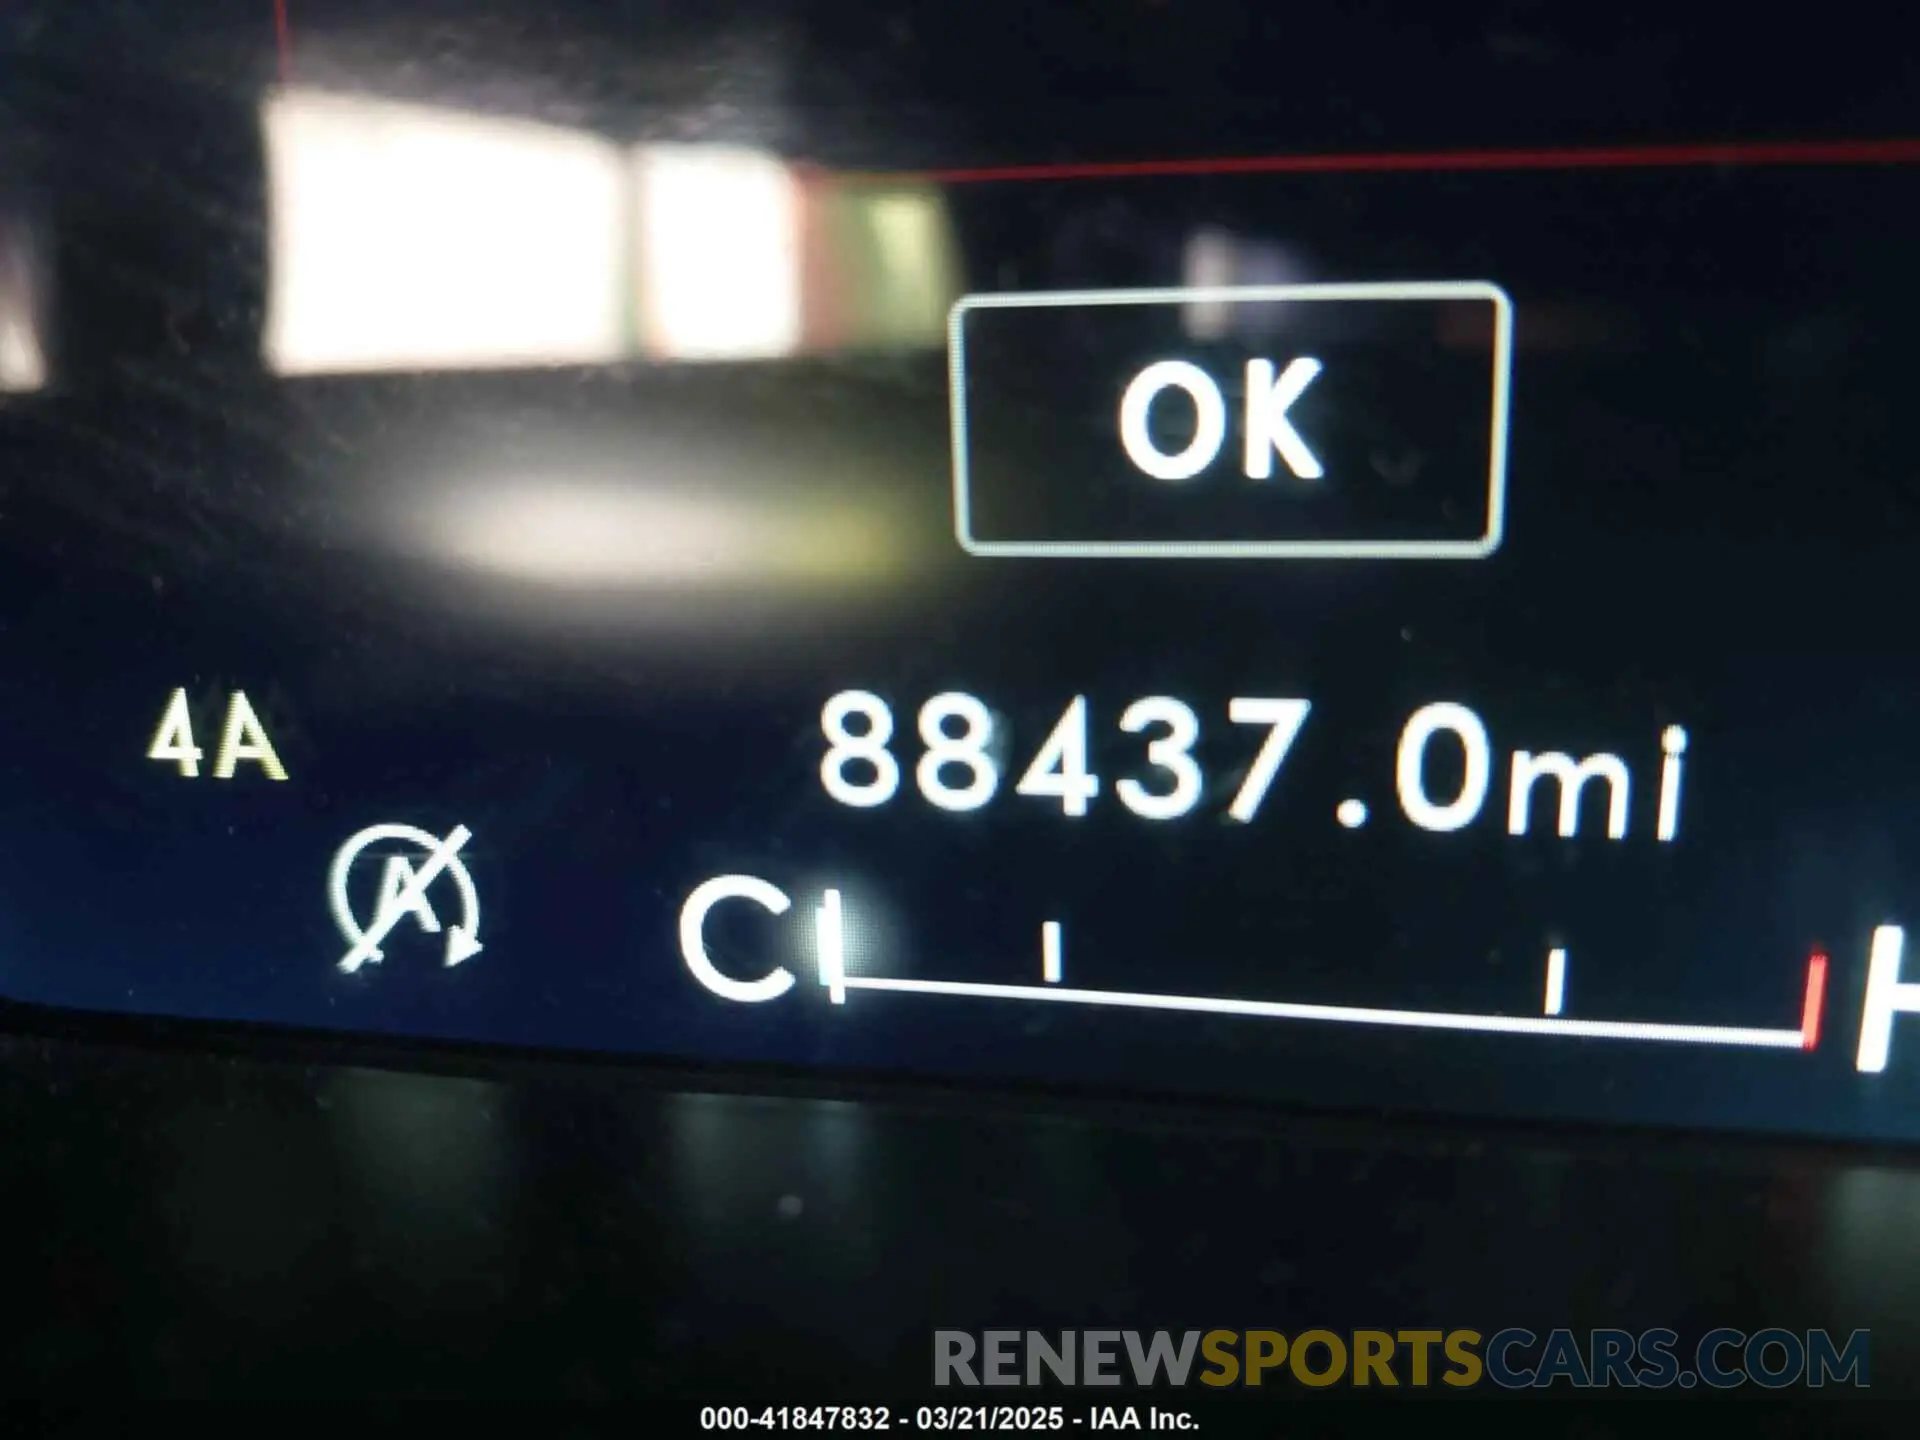 OK
4A
88437.0mi
C H
RENEWSPORTSCARS.COM
000-41847832 - 03/21/2025 - IAA Inc.